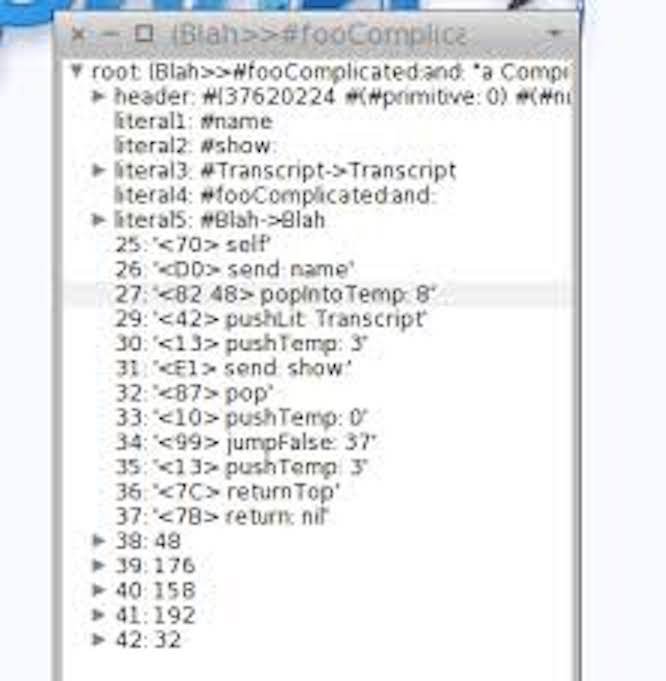 (Blah>>#fooComplica
root: (Blah>>#fooComplicated:and: "a Compi
header: #(37620224 #(#primitive: 0) #(#nu
literal1: #name
literal2: #show:
literal3: #Transcript->Transcript
literal4: #fooComplicated:and:
literal5: #Blah->Blah
25: '<70> self'
26: '<D0> send: name'
27: '<82 48> popIntoTemp: 8'
29: '<42> pushLit: Transcript'
30: '<13> pushTemp: 3'
31: '<E1> send: show:'
32: '<87> pop'
33: '<10> pushTemp: 0'
34: '<99> jumpFalse: 37'
35: '<13> pushTemp: 3'
36: '<7C> returnTop'
37: '<7B> return: nil'
38: 48
39: 176
40: 158
41: 192
42: 32